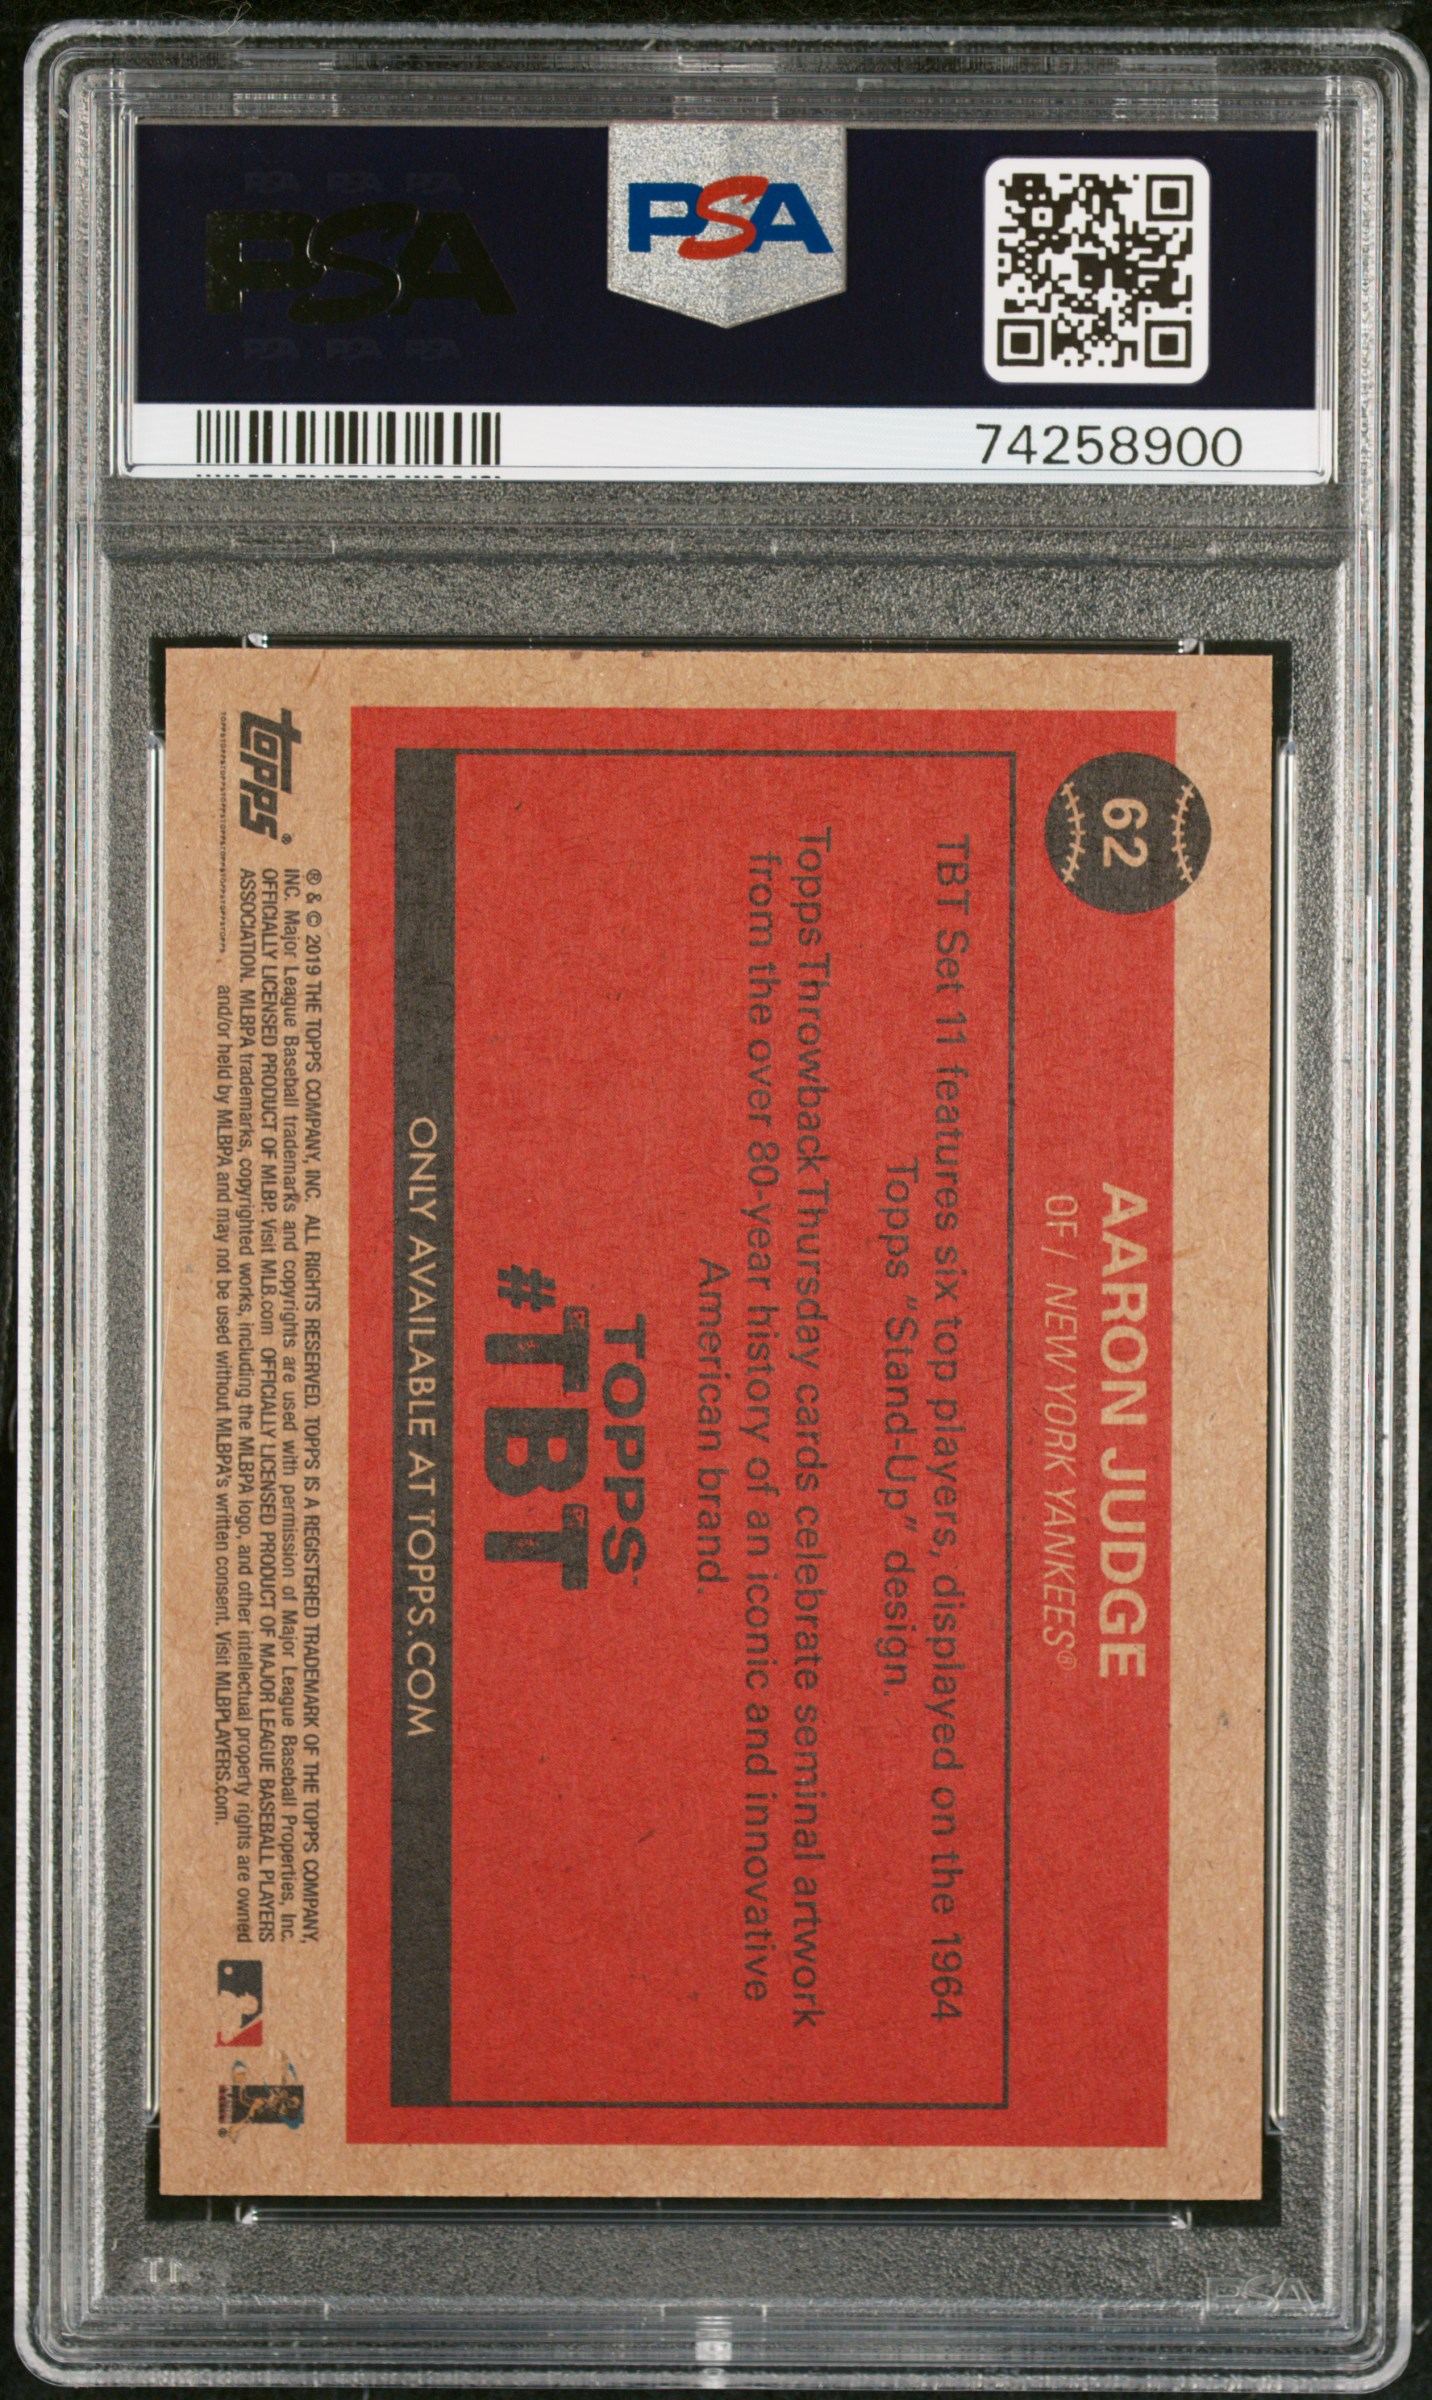 PSA PSA PSA
PSA
PSA PSA PSA
PSA
74258900
62
AARON JUDGE
OF / NEW YORK YANKEES®
TBT Set 11 features six top players, displayed on the 1964
Topps "Stand-Up" design.
Topps Throwback Thursday cards celebrate seminal artwork
from the over 80-year history of an iconic and innovative
American brand.
TOPPS
#TBT
ONLY AVAILABLE AT TOPPS.COM
topps®
® & © 2019 THE TOPPS COMPANY, INC. ALL RIGHTS RESERVED. TOPPS IS A REGISTERED TRADEMARK OF THE TOPPS COMPANY,
INC. Major League Baseball trademarks and copyrights are used with permission of Major League Baseball Properties, Inc.
OFFICIALLY LICENSED PRODUCT OF MLBP. Visit MLB.com OFFICIALLY LICENSED PRODUCT OF MAJOR LEAGUE BASEBALL PLAYERS
ASSOCIATION. MLBPA trademarks, copyrighted works, including the MLBPA logo, and other intellectual property rights are owned
and/or held by MLBPA and may not be used without MLBPA's written consent. Visit MLBPLAYERS.com.
PSA